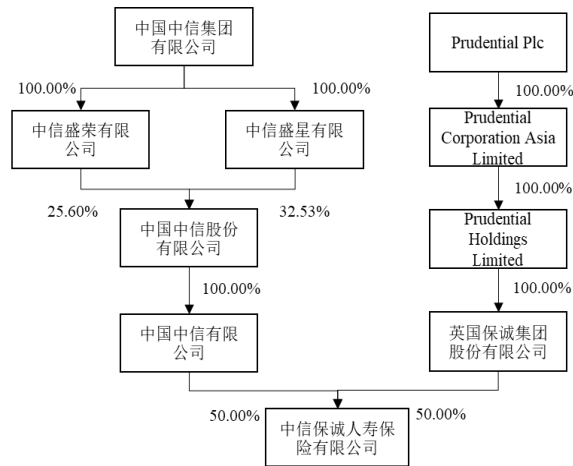 中国中信集团
有限公司
Prudential Plc
100.00%
100.00%
100.00%
中信盛荣有限
公司
中信盛星有限
公司
Prudential
Corporation Asia
Limited
100.00%
25.60%
32.53%
中国中信股份
有限公司
Prudential
Holdings
Limited
100.00%
100.00%
中国中信有限
公司
英国保诚集团
股份有限公司
50.00%
50.00%
中信保诚人寿保
险有限公司